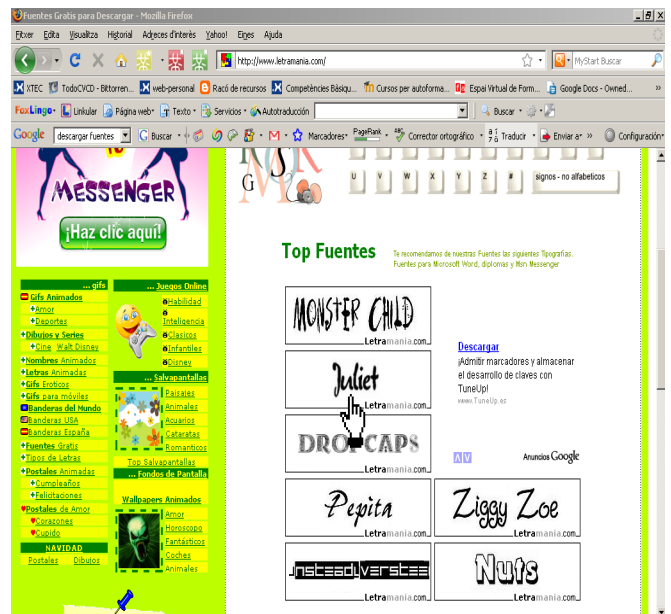 Fuentes Gratis para Descargar - Mozilla Firefox
Fitxer Edita Visualitza Historial Adreces d'interès Yahoo! Eines Ajuda
http://www.letramania.com/
MyStart Buscar
XTEC TodoCVCD - Bittorren... web-personal Racó de recursos Competències Bàsiqu... Cursos per autoforma... Espai Virtual de Form... Google Docs - Owned... »
FoxLingo Linkular Página web Texto Servicios Autotraducción Buscar
Google descargar fuentes Buscar M Marcadores PageRank Corrector ortográfico Traducir Enviar a » Configuración
MESSENGER
¡Haz clic aquí!
N S R
G
U V W X Y Z # signos - no alfabeticos
Top Fuentes
Te recomendamos de nuestras Fuentes las siguientes Tipografías.
Fuentes para Microsoft Word, diplomas y Msn Messenger
... gifs
Gifs Animados
Amor
Deportes
Dibujos y Series
Cine Walt Disney
Nombres Animados
Letras Animadas
Gifs Eroticos
Gifs para móviles
Banderas del Mundo
Banderas USA
Banderas España
Fuentes Gratis
Tipos de Letras
Postales Animadas
Cumpleaños
Felicitaciones
Postales de Amor
Corazones
Cupido
NAVIDAD
Postales Dibujos
... Juegos Online
Habilidad
Inteligencia
Clasicos
Infantiles
Disney
... Salvapantallas
Paisajes
Animales
Acuarios
Cataratas
Romanticos
Top Salvapantallas
... Fondos de Pantalla
Wallpapers Animados
Amor
Horoscopo
Fantásticos
Coches
Animales
MONSTER CHILD
Letramania.com
Juliet
DROPCAPS
Letramania.com
Pepita
Letramania.com
Ziggy Zoe
Letramania.com
Unsteadyversteel
Letramania.com
Nuts
Letramania.com
Descargar
¡Admitir marcadores y almacenar
el desarrollo de claves con
TuneUp!
www.TuneUp.es
Anuncios Google